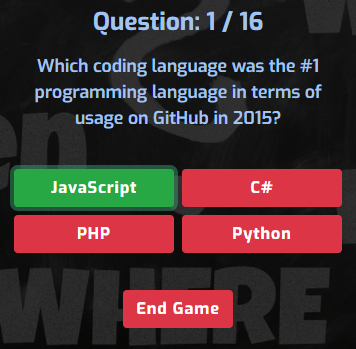 Question: 1 / 16
Which coding language was the #1
programming language in terms of
usage on GitHub in 2015?
JavaScript
C#
PHP
Python
WHERE
End Game